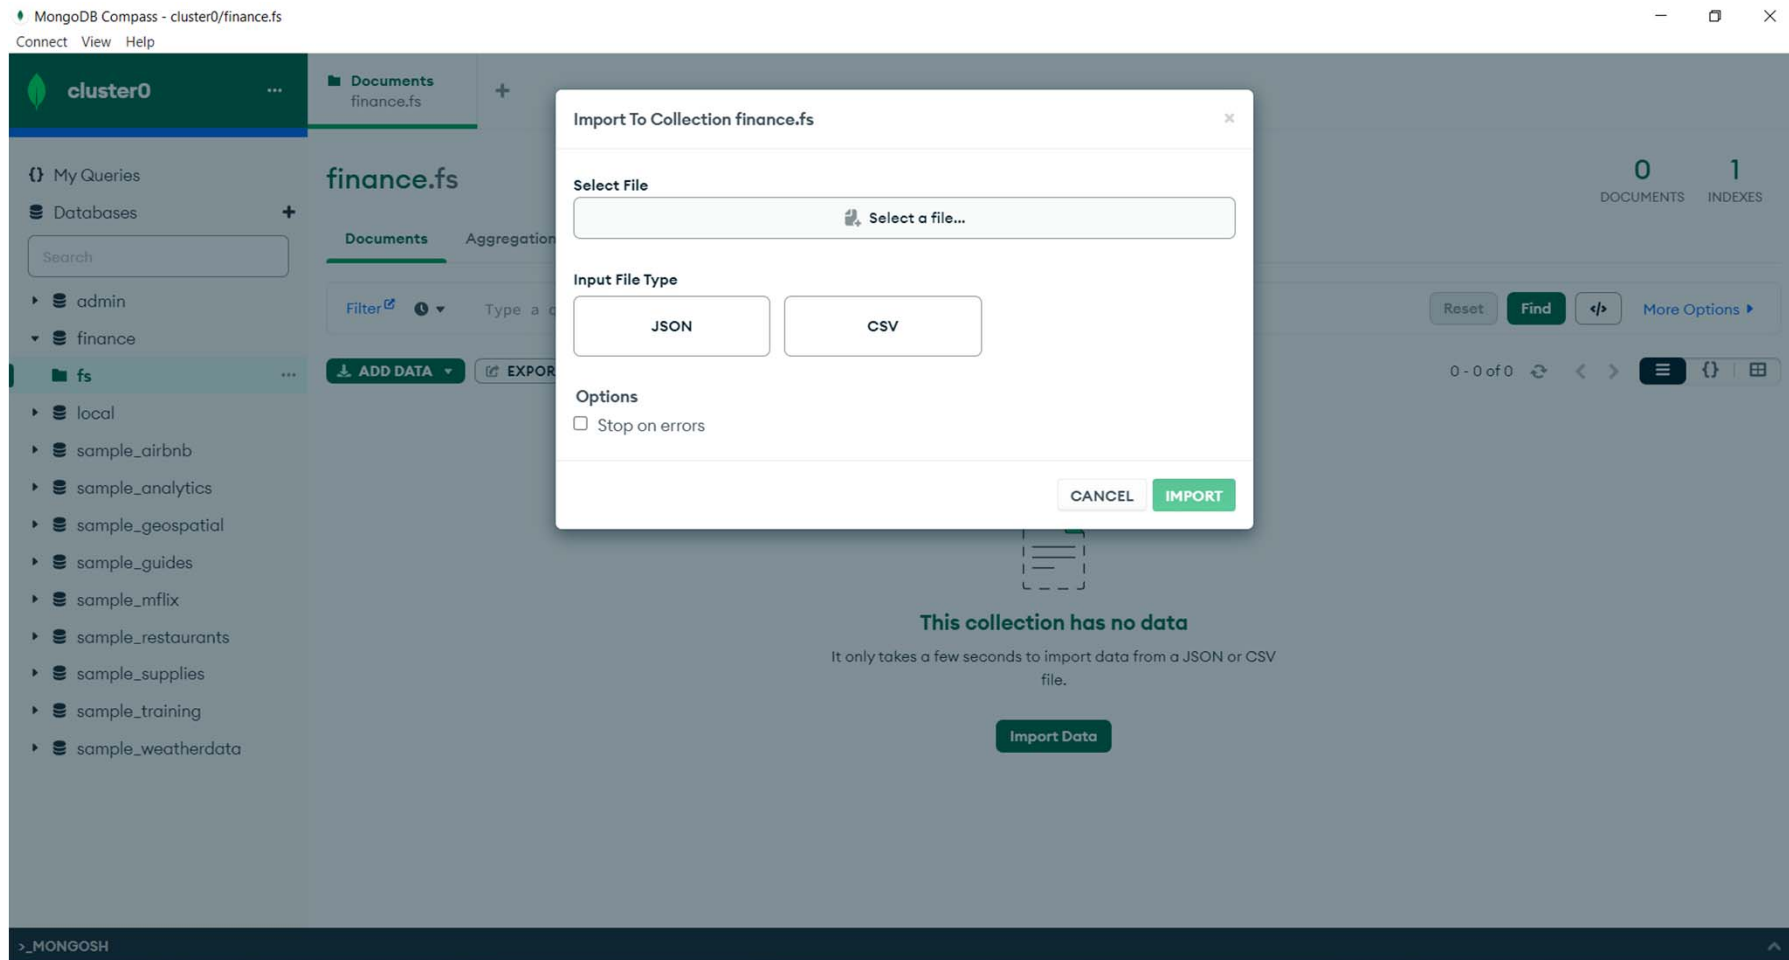 MongoDB Compass - cluster0/finance.fs
Connect View Help
cluster0 ...
Documents
finance.fs
+
{} My Queries
Databases +
Search
admin
finance
fs ...
local
sample_airbnb
sample_analytics
sample_geospatial
sample_guides
sample_mflix
sample_restaurants
sample_supplies
sample_training
sample_weatherdata
finance.fs
0
DOCUMENTS
1
INDEXES
Documents Aggregation
Filter Type a q
Reset Find </> More Options
ADD DATA EXPOR
0 - 0 of 0 {}
Import To Collection finance.fs ×
Select File
Select a file...
Input File Type
JSON CSV
Options
Stop on errors
CANCEL IMPORT
This collection has no data
It only takes a few seconds to import data from a JSON or CSV
file.
Import Data
>_MONGOSH